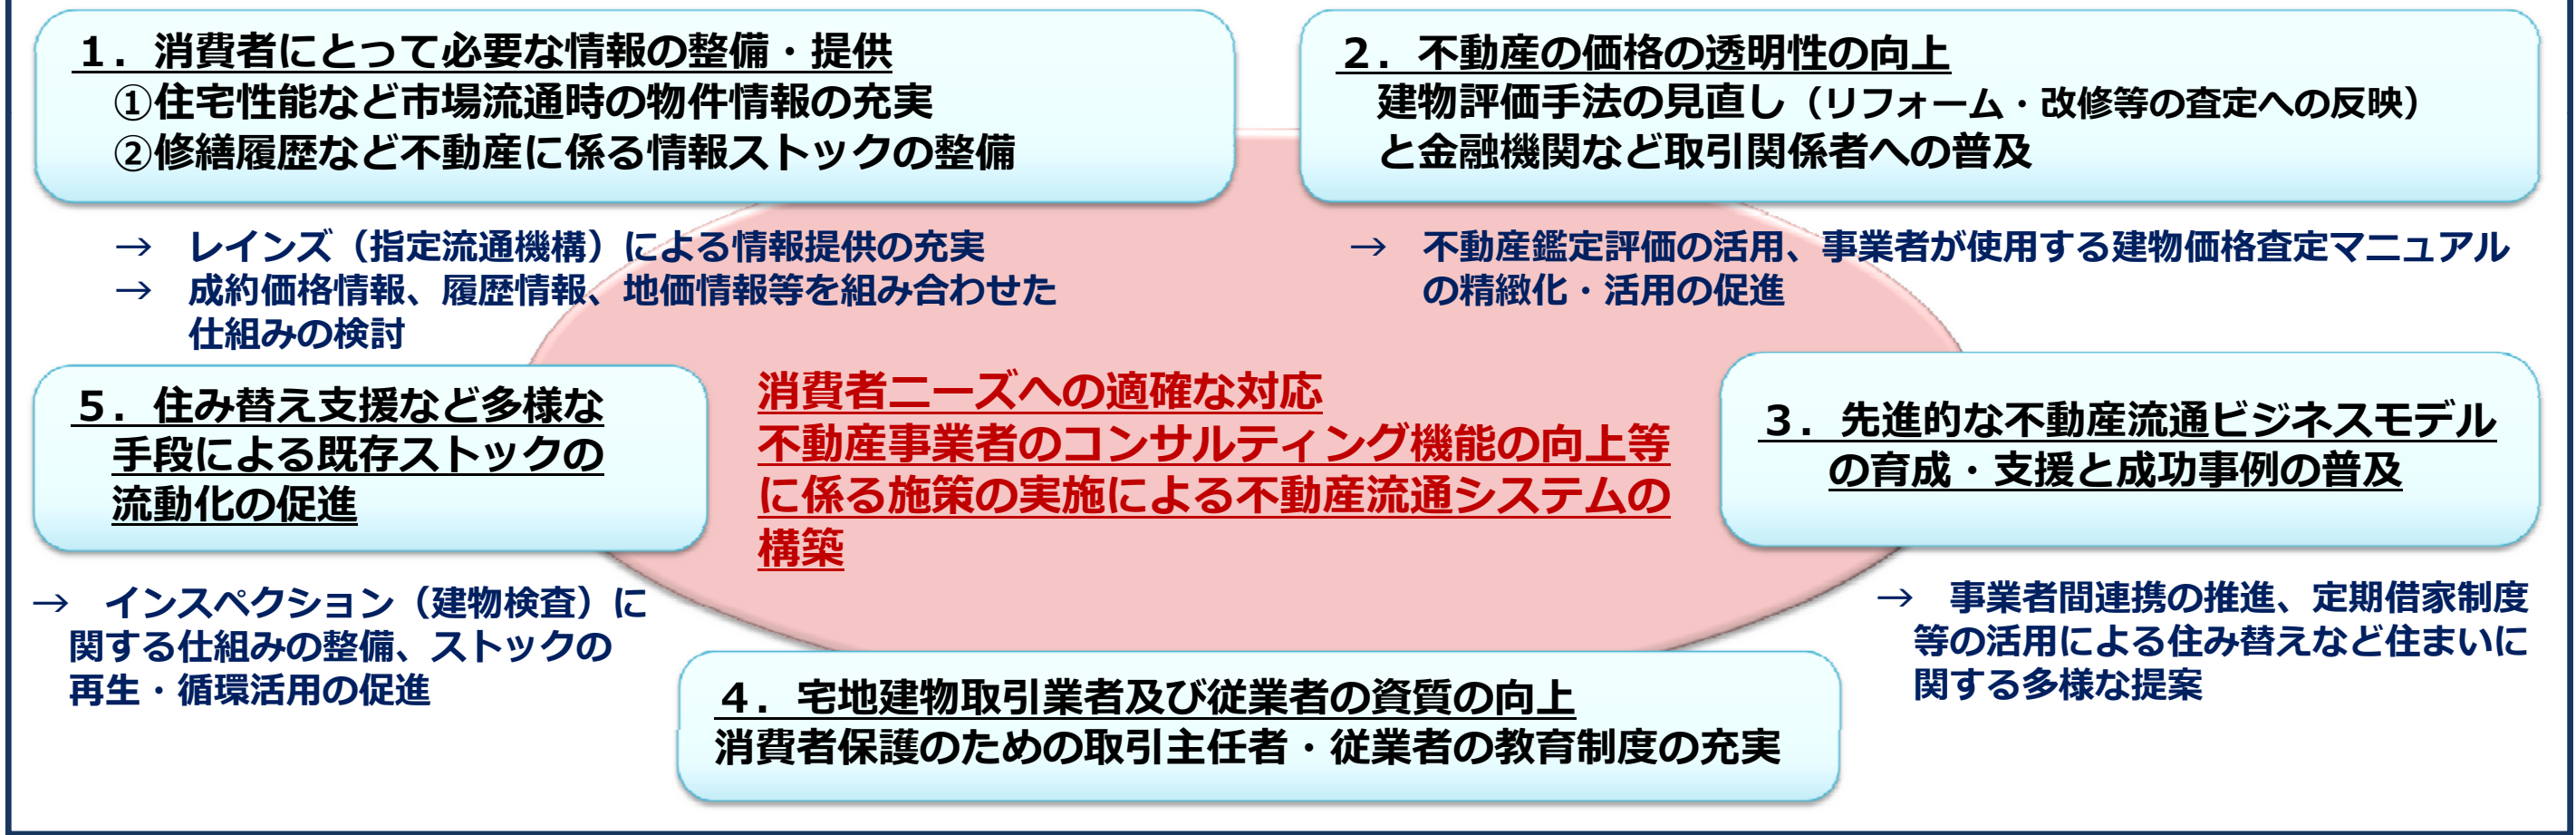 １．消費者にとって必要な情報の整備・提供
①住宅性能など市場流通時の物件情報の充実
②修繕履歴など不動産に係る情報ストックの整備
→　レインズ（指定流通機構）による情報提供の充実
→　成約価格情報、履歴情報、地価情報等を組み合わせた
仕組みの検討
２．不動産の価格の透明性の向上
建物評価手法の見直し（リフォーム・改修等の査定への反映）
と金融機関など取引関係者への普及
→　不動産鑑定評価の活用、事業者が使用する建物価格査定マニュアル
の精緻化・活用の促進
消費者ニーズへの適確な対応
不動産事業者のコンサルティング機能の向上等
に係る施策の実施による不動産流通システムの
構築
３．先進的な不動産流通ビジネスモデル
の育成・支援と成功事例の普及
→　事業者間連携の推進、定期借家制度
等の活用による住み替えなど住まいに
関する多様な提案
４．宅地建物取引業者及び従業者の資質の向上
消費者保護のための取引主任者・従業者の教育制度の充実
５．住み替え支援など多様な
手段による既存ストックの
流動化の促進
→　インスペクション（建物検査）に
関する仕組みの整備、ストックの
再生・循環活用の促進